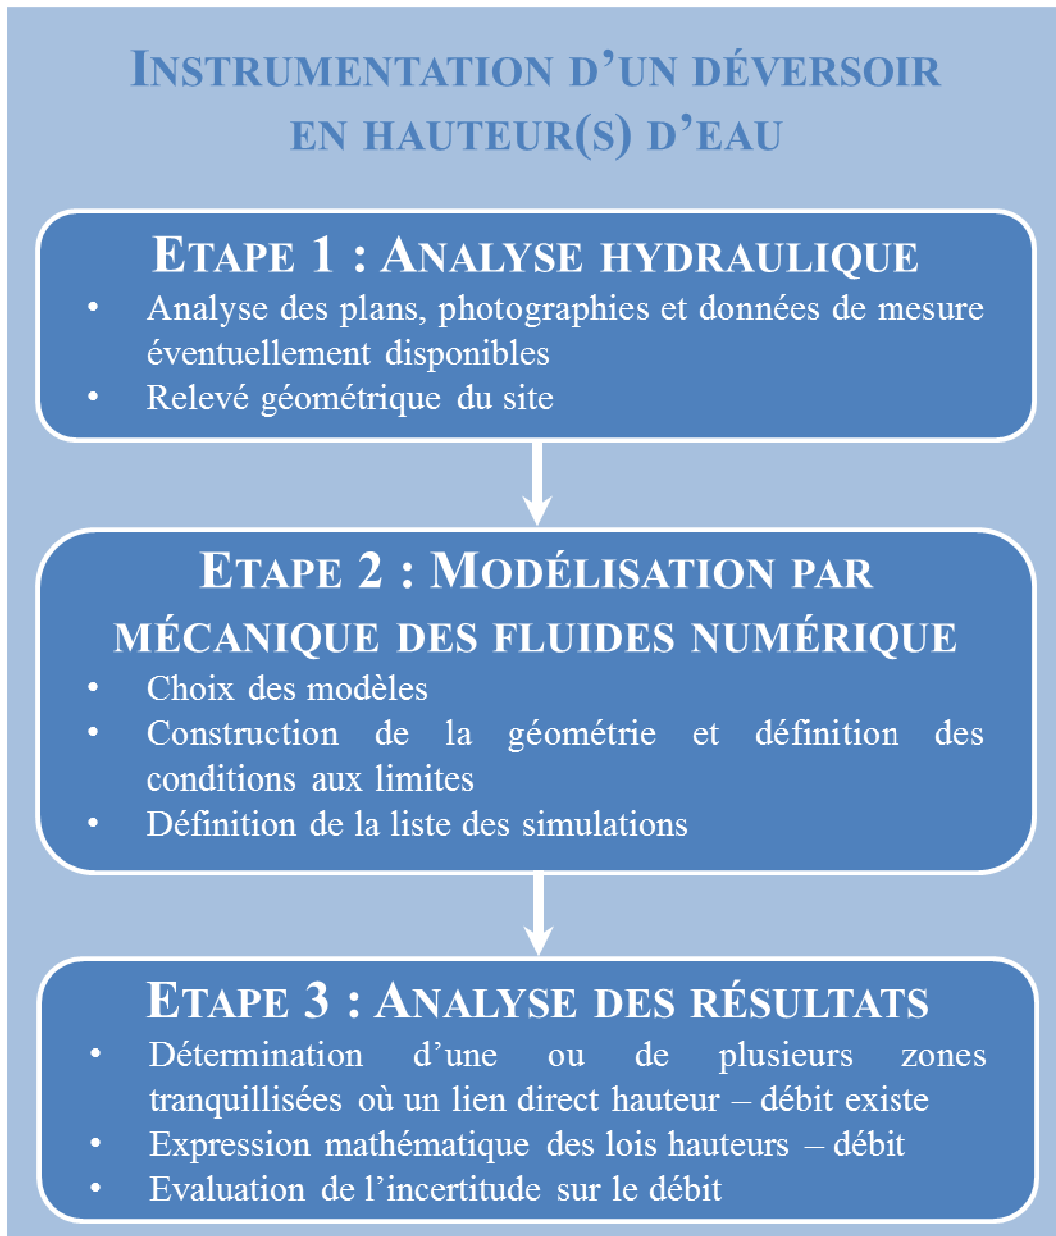 INSTRUMENTATION D’UN DÉVERSOIR
EN HAUTEUR(S) D’EAU
ETAPE 1 : ANALYSE HYDRAULIQUE
• Analyse des plans, photographies et données de mesure
éventuellement disponibles
• Relevé géométrique du site
ETAPE 2 : MODÉLISATION PAR
MÉCANIQUE DES FLUIDES NUMÉRIQUE
• Choix des modèles
• Construction de la géométrie et définition des
conditions aux limites
• Définition de la liste des simulations
ETAPE 3 : ANALYSE DES RÉSULTATS
• Détermination d’une ou de plusieurs zones
tranquillisées où un lien direct hauteur – débit existe
• Expression mathématique des lois hauteurs – débit
• Evaluation de l’incertitude sur le débit